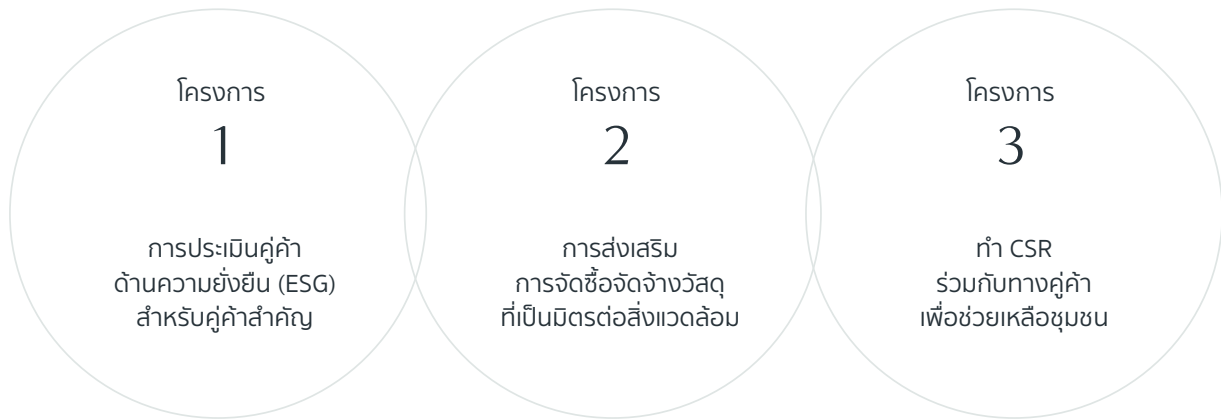 โครงการ
1
การประเมินคู่ค้า
ด้านความยั่งยืน (ESG)
สำหรับคู่ค้าสำคัญ
โครงการ
2
การส่งเสริม
การจัดซื้อจัดจ้างวัสดุ
ที่เป็นมิตรต่อสิ่งแวดล้อม
โครงการ
3
ทำ CSR
ร่วมกับทางคู่ค้า
เพื่อช่วยเหลือชุมชน